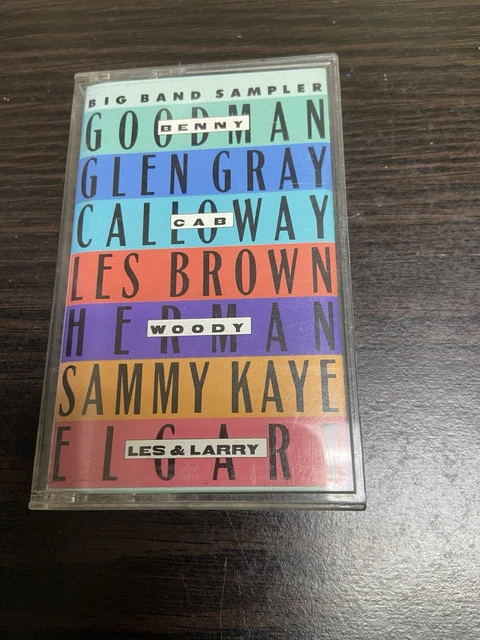 BIG BAND SAMPLER
GOODMAN
BENNY
GLEN GRAY
CALLOWAY
CAB
LES BROWN
HERMAN
WOODY
SAMMY KAYE
ELGART
LES & LARRY